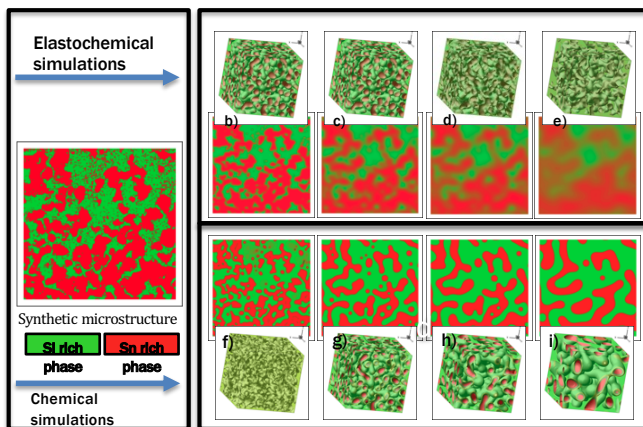 Elastochemical
simulations
b)
c)
d)
e)
Synthetic microstructure
SI rich
phase
Sn rich
phase
Chemical
simulations
f)
g)
h)
i)